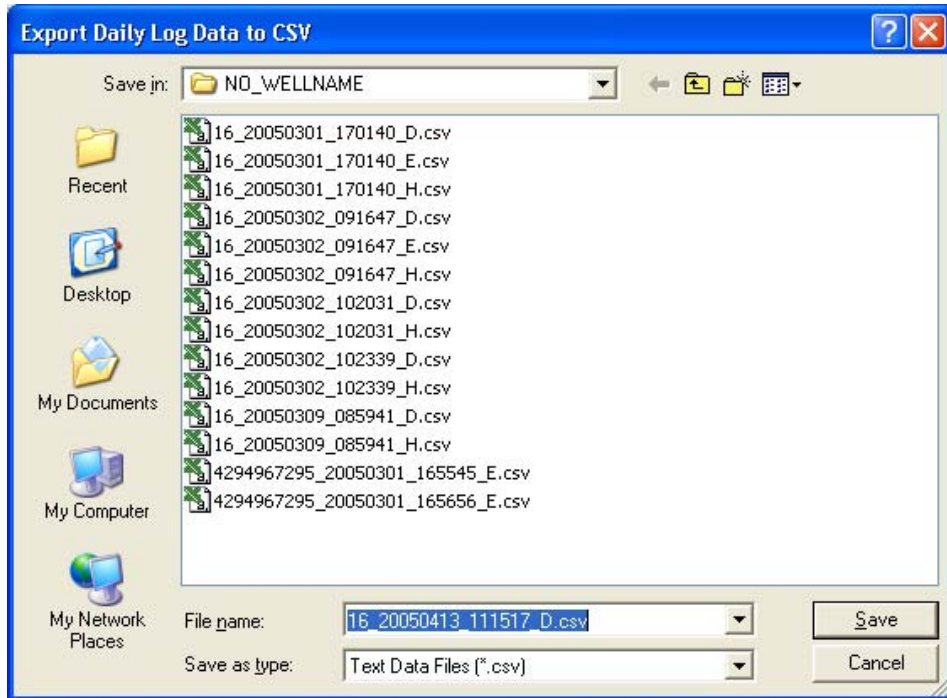 Export Daily Log Data to CSV
Save in: NO_WELLNAME
Recent
Desktop
My Documents
My Computer
My Network
Places
16_20050301_170140_D.csv
16_20050301_170140_E.csv
16_20050301_170140_H.csv
16_20050302_091647_D.csv
16_20050302_091647_E.csv
16_20050302_091647_H.csv
16_20050302_102031_D.csv
16_20050302_102031_H.csv
16_20050302_102339_D.csv
16_20050302_102339_H.csv
16_20050309_085941_D.csv
16_20050309_085941_H.csv
4294967295_20050301_165545_E.csv
4294967295_20050301_165656_E.csv
File name: 16_20050413_111517_D.csv Save
Save as type: Text Data Files (*.csv) Cancel